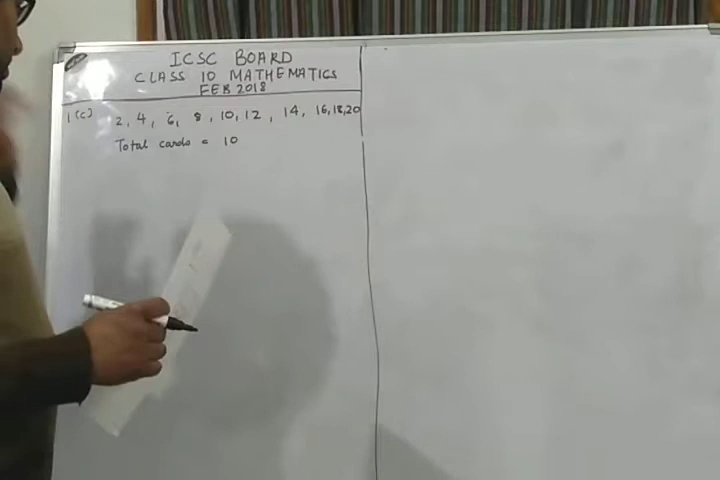 ICSC BOARD
CLASS 10 MATHEMATICS
FEB 2018
1(C) 2, 4, 6, 8, 10, 12, 14, 16, 18, 20
Total cards = 10